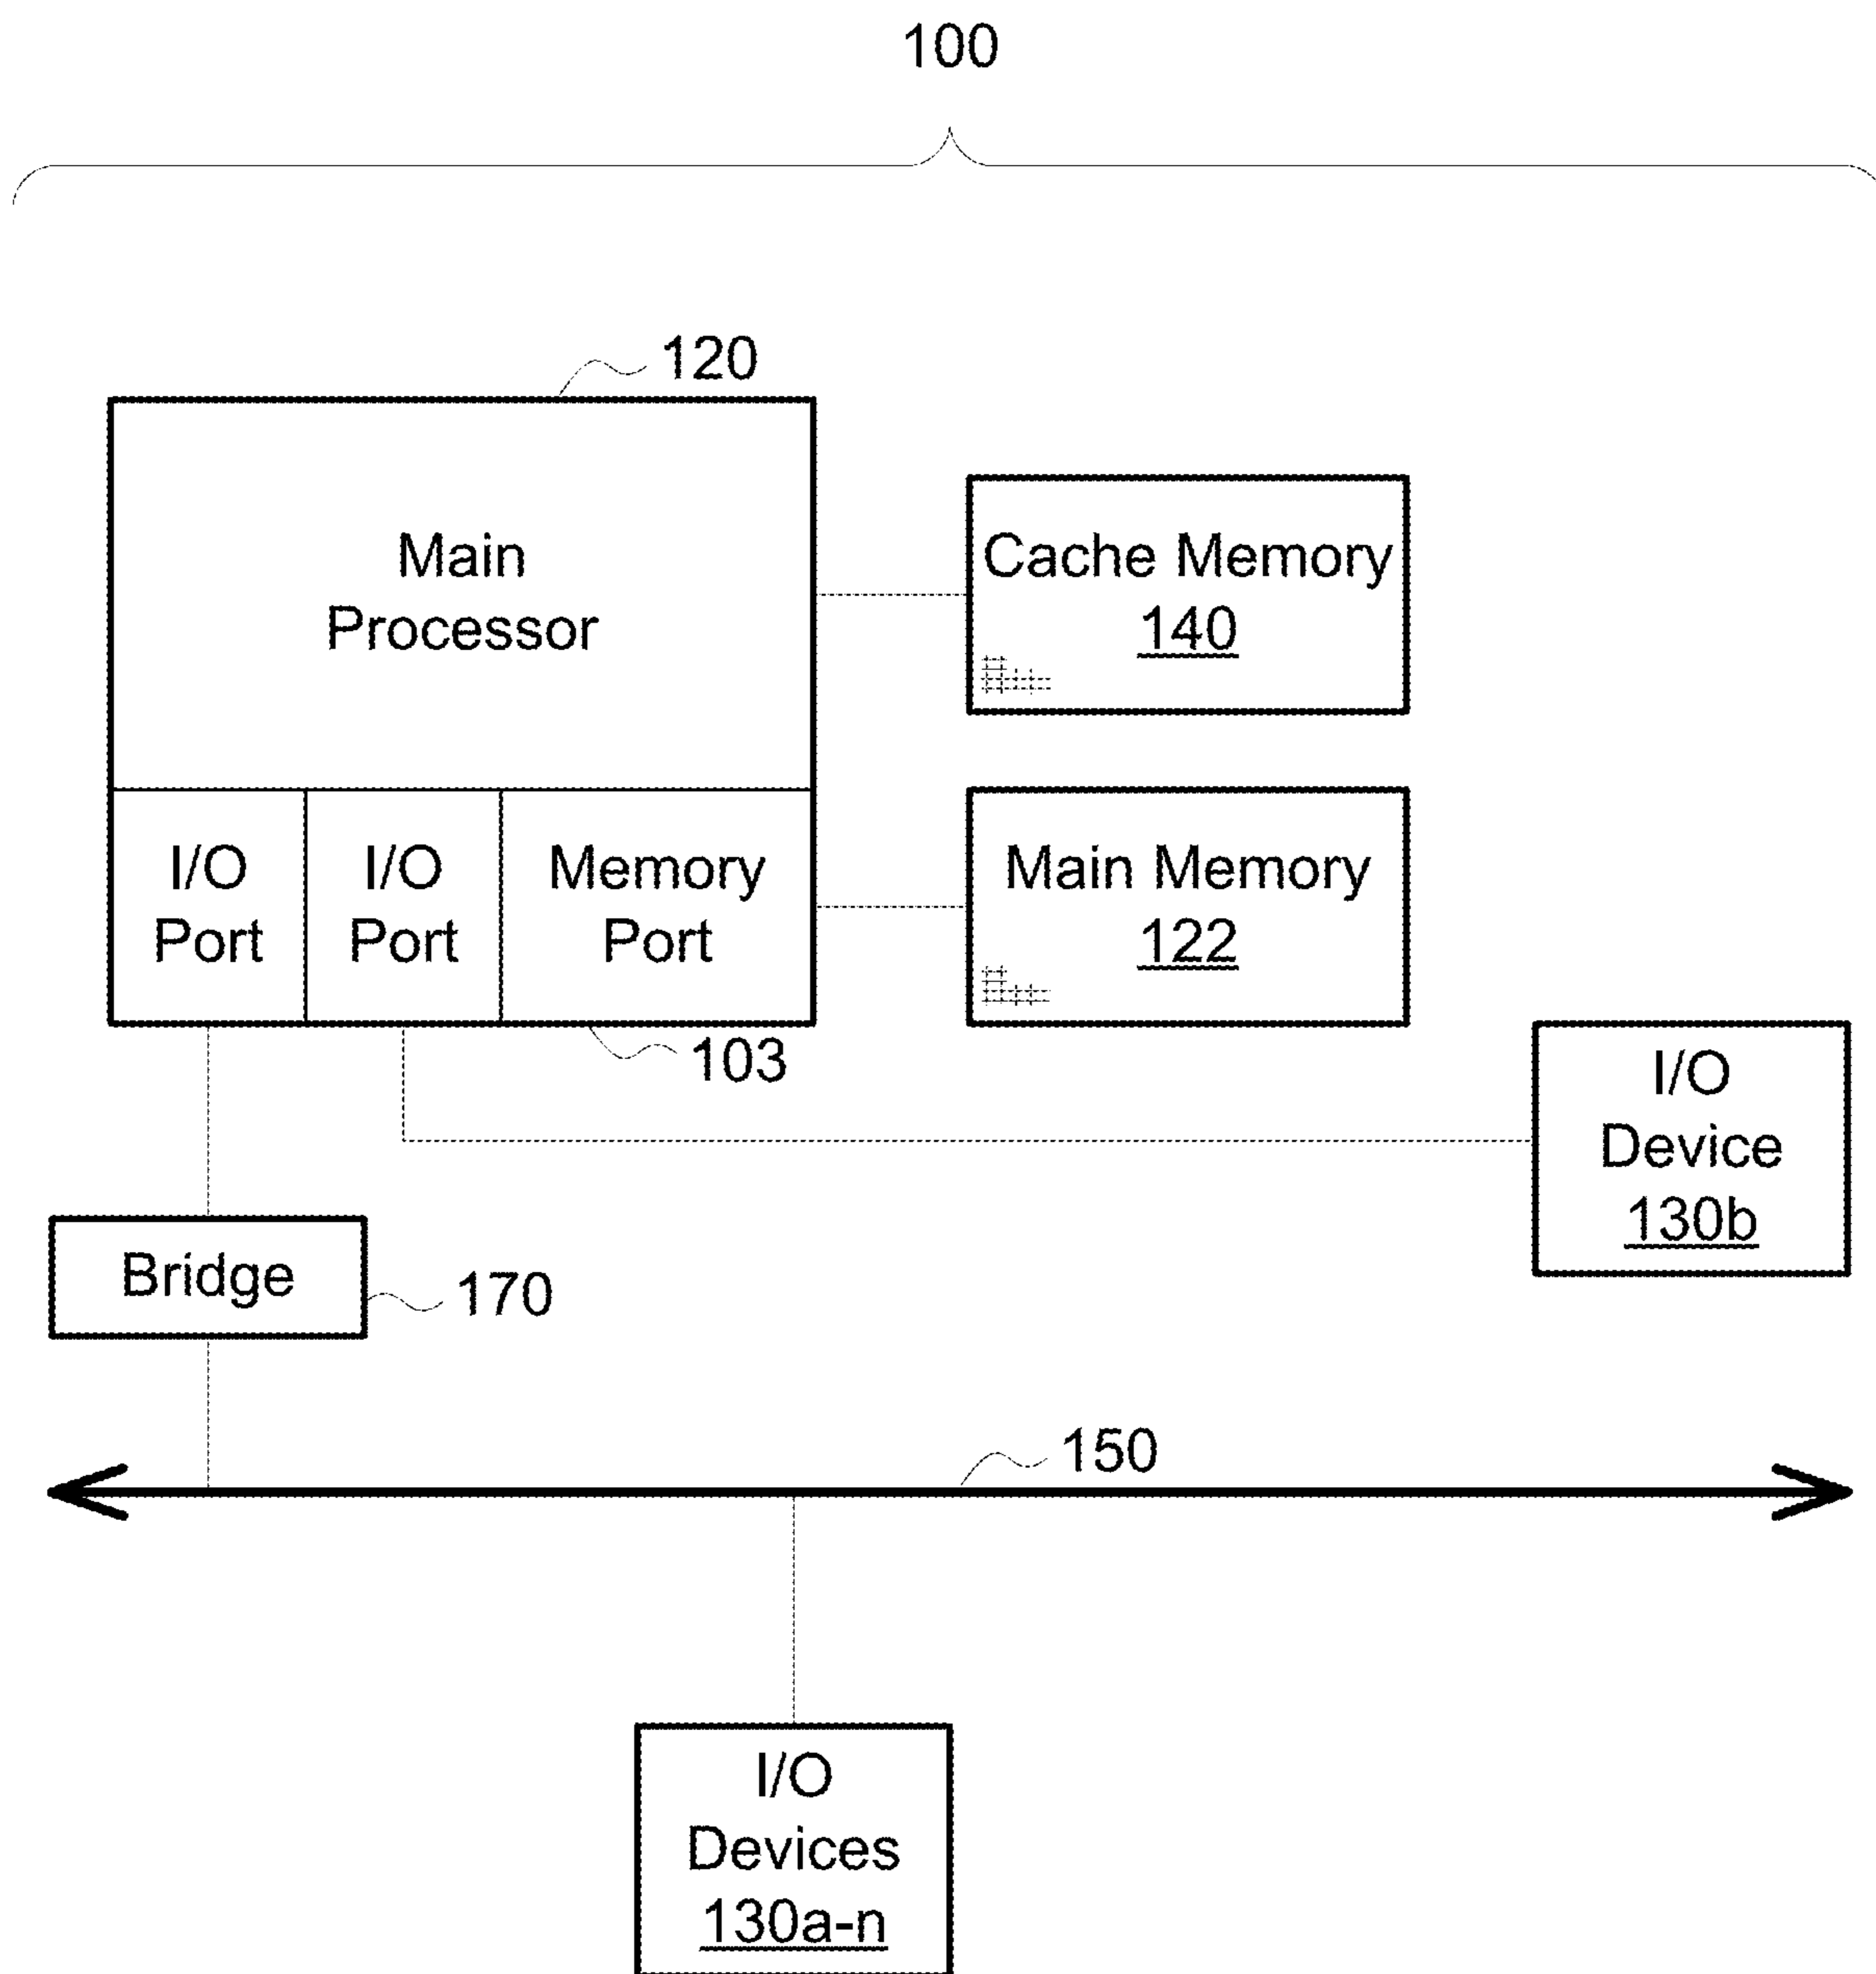 100
120
Main
Processor
Cache Memory
140
I/O
Port
I/O
Port
Memory
Port
Main Memory
122
103
I/O
Device
130b
Bridge
170
150
I/O
Devices
130a-n